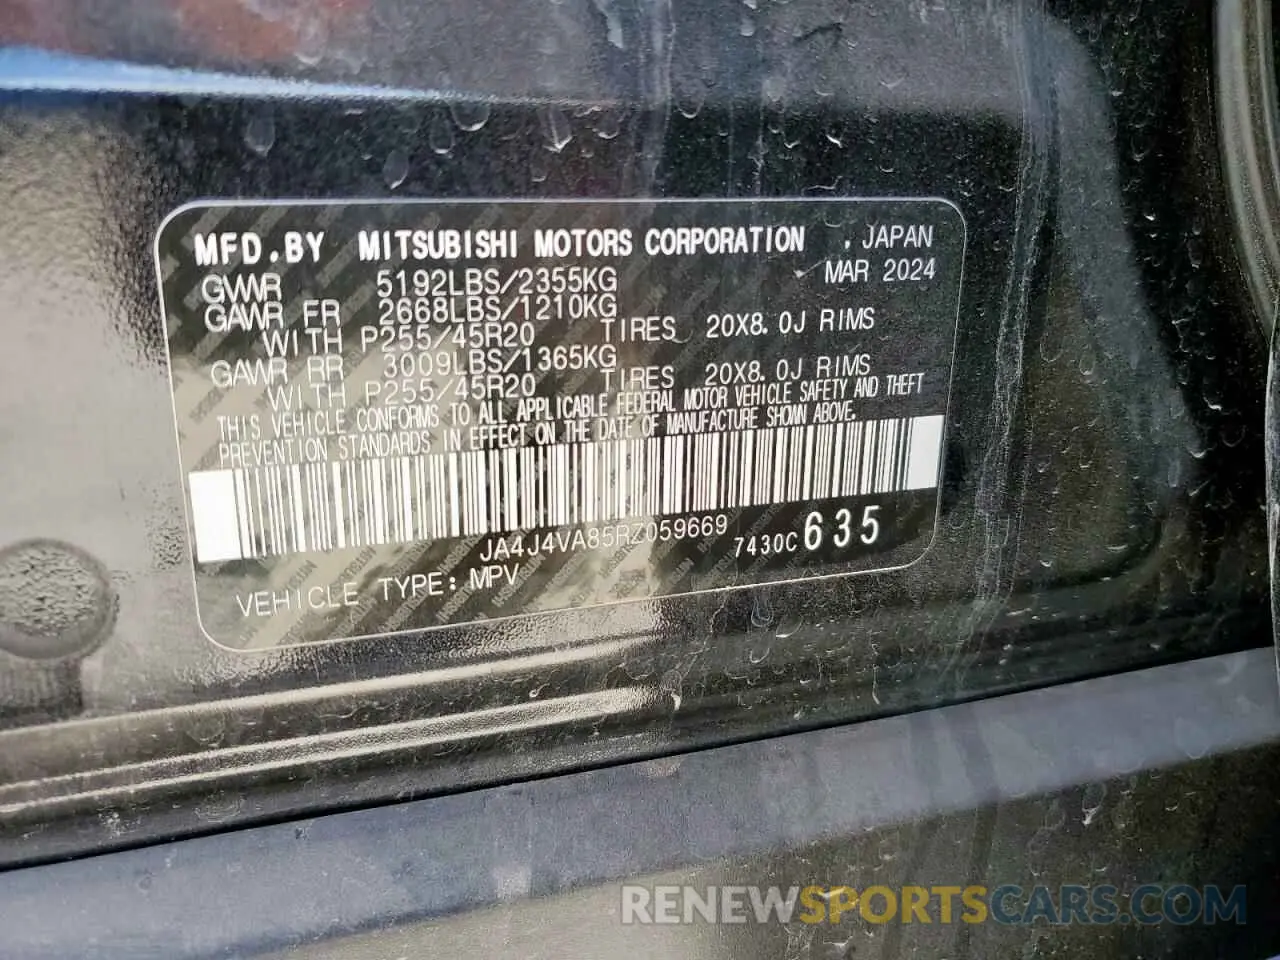 MFD.BY MITSUBISHI MOTORS CORPORATION , JAPAN
MAR 2024
GVWR 5192LBS/2355KG
GAWR FR 2668LBS/1210KG
WITH P255/45R20 TIRES 20X8.0J RIMS
GAWR RR 3009LBS/1365KG
WITH P255/45R20 TIRES 20X8.0J RIMS
THIS VEHICLE CONFORMS TO ALL APPLICABLE FEDERAL MOTOR VEHICLE SAFETY AND THEFT
PREVENTION STANDARDS IN EFFECT ON THE DATE OF MANUFACTURE SHOWN ABOVE.
JA4J4VA85RZ059669
7430C 635
VEHICLE TYPE: MPV
RENEWSPORTSCARS.COM